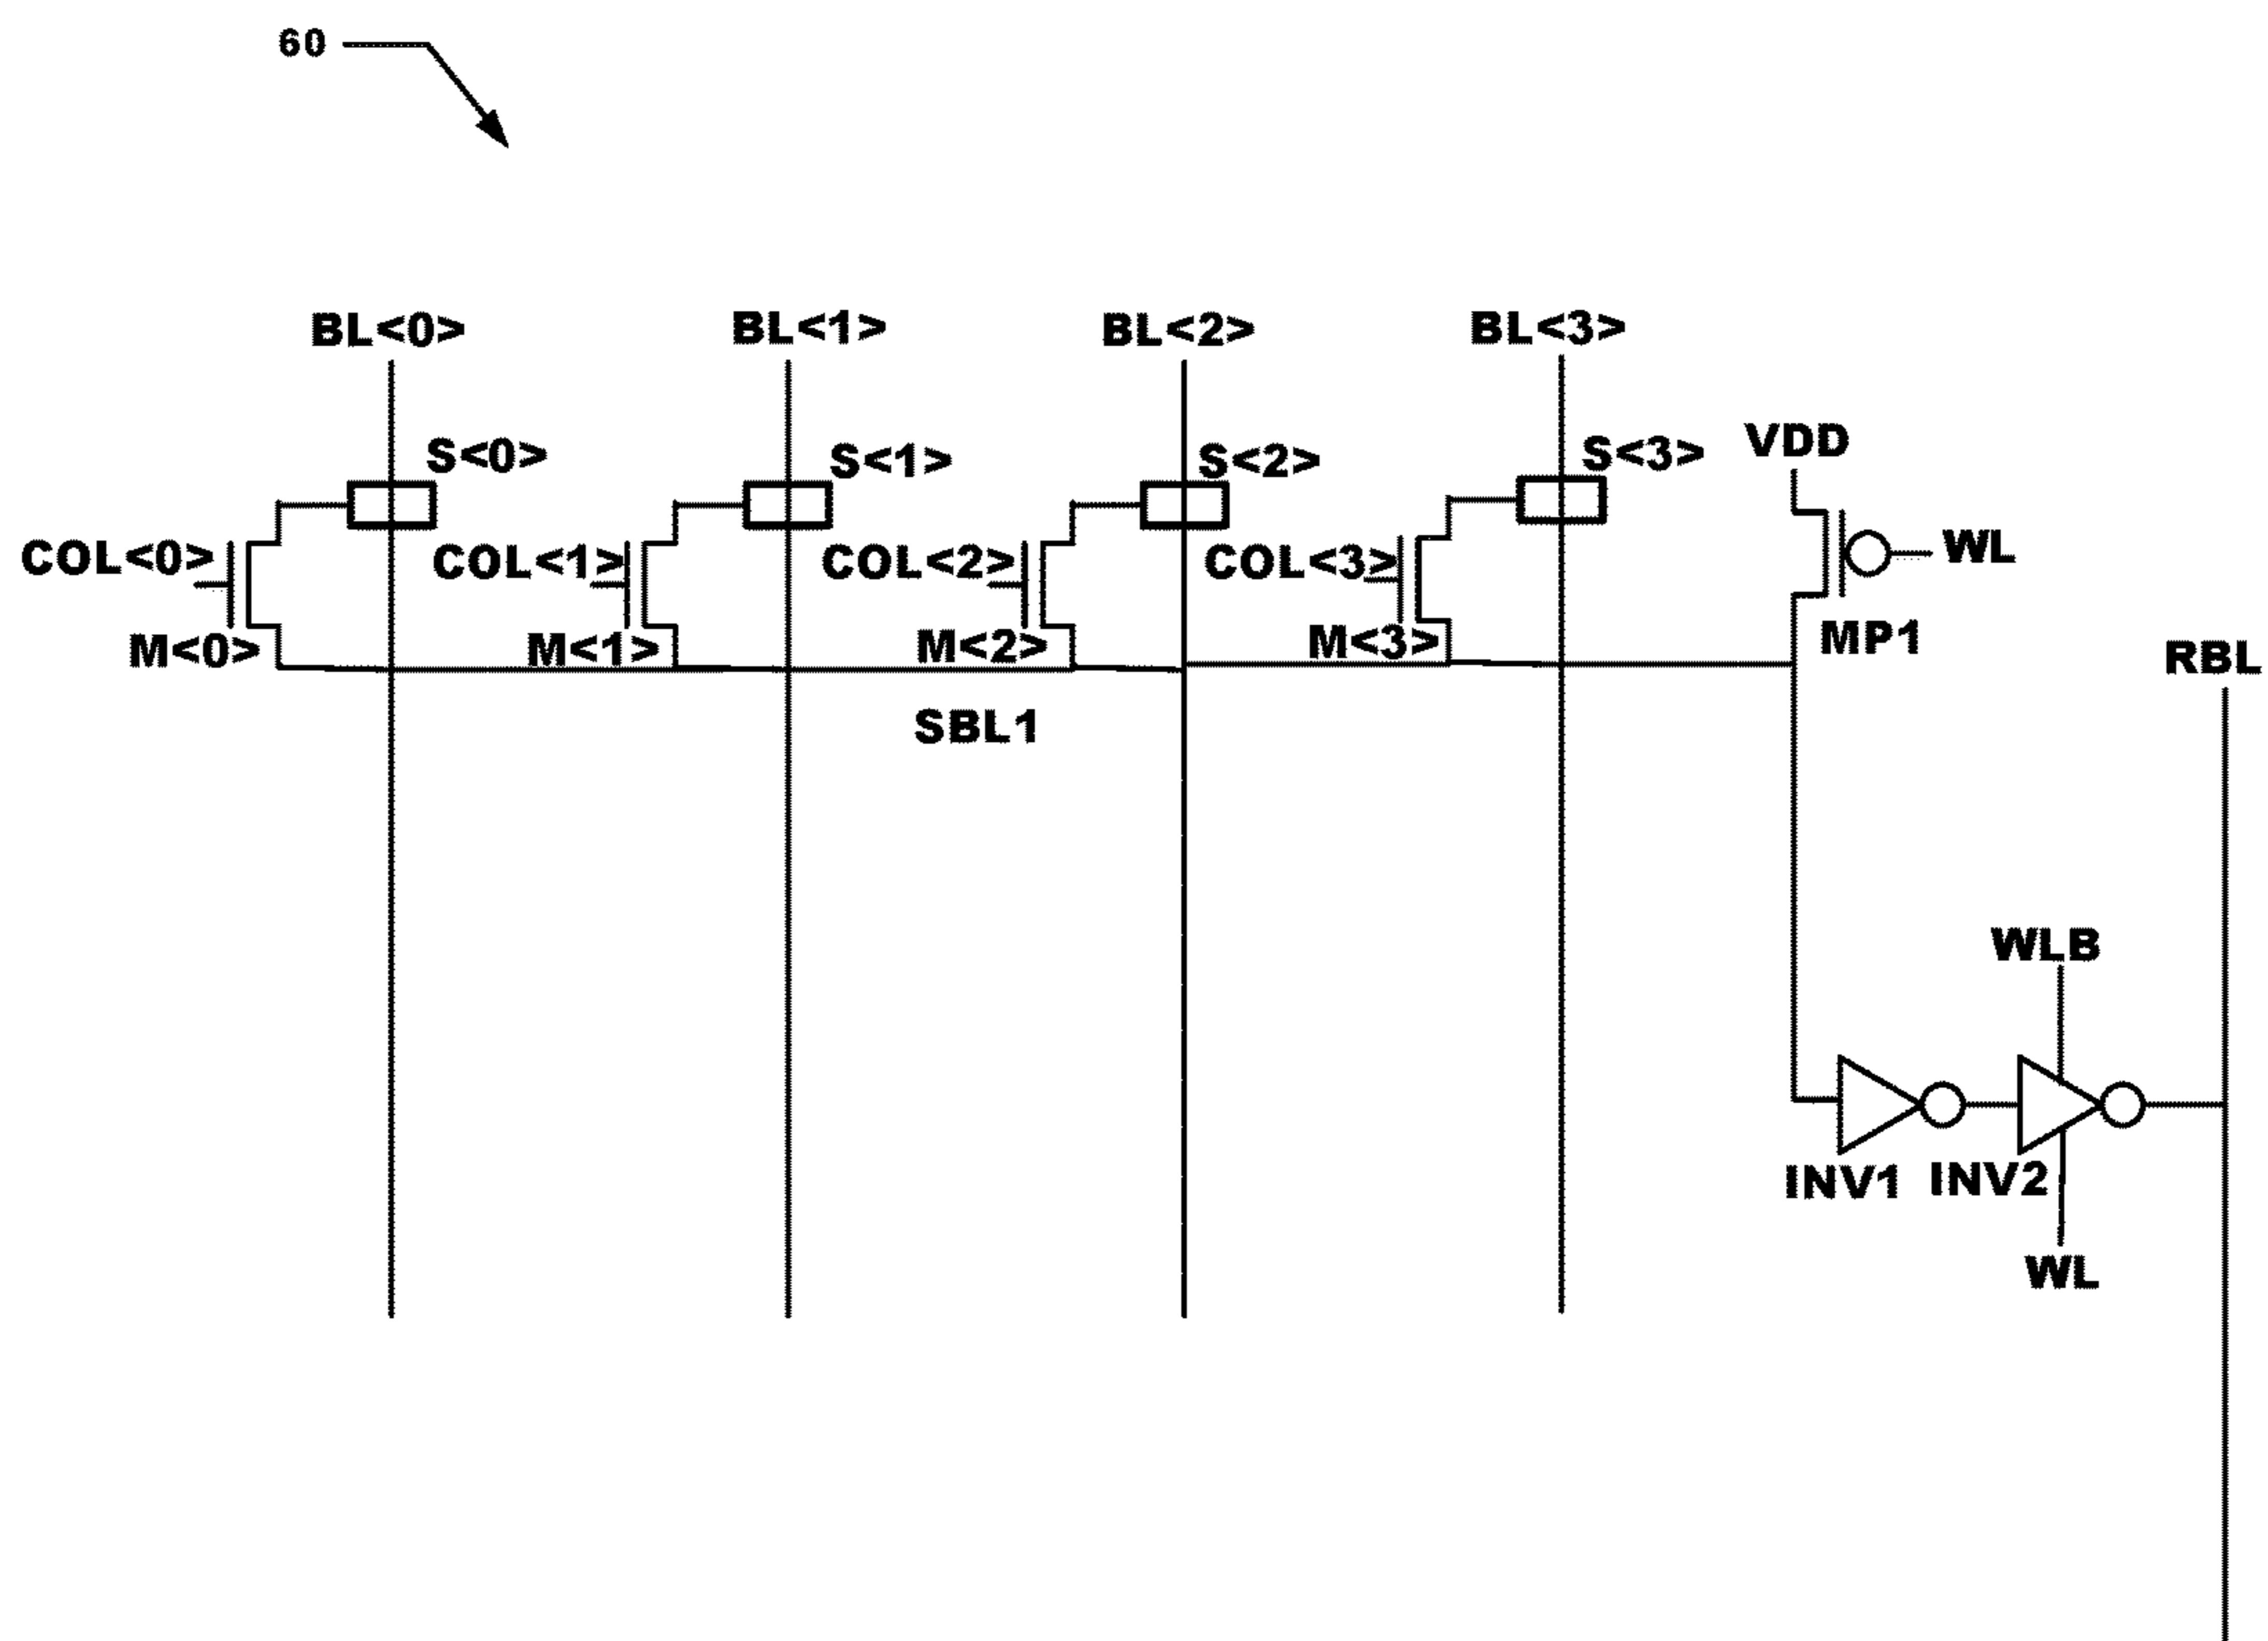 60
BL<0> BL<1> BL<2> BL<3>
S<0> S<1> S<2> S<3> VDD
COL<0> COL<1> COL<2> COL<3> WL
M<0> M<1> M<2> M<3> MP1
RBL
SBL1
WLB
INV1 INV2
WL